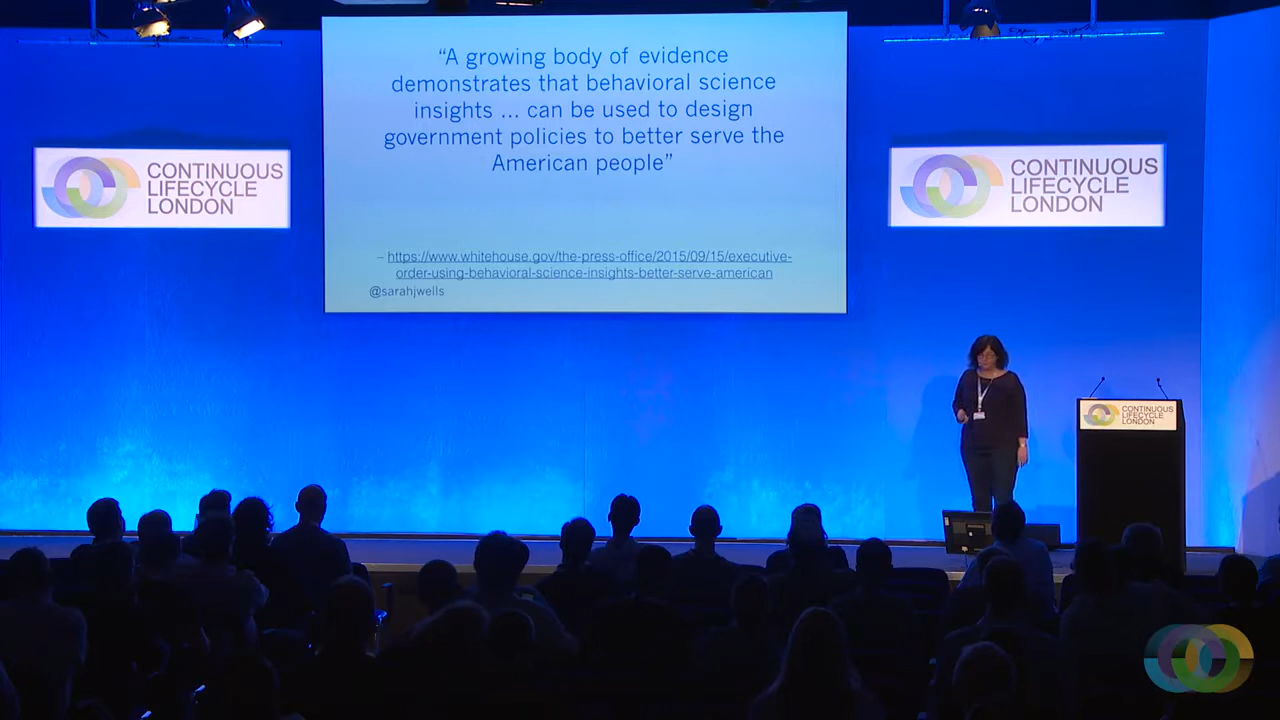 “A growing body of evidence
demonstrates that behavioral science
insights ... can be used to design
government policies to better serve the
American people”
– https://www.whitehouse.gov/the-press-office/2015/09/15/executive-
order-using-behavioral-science-insights-better-serve-american
@sarahjwells
CONTINUOUS
LIFECYCLE
LONDON
CONTINUOUS
LIFECYCLE
LONDON
CONTINUOUS
LIFECYCLE
LONDON